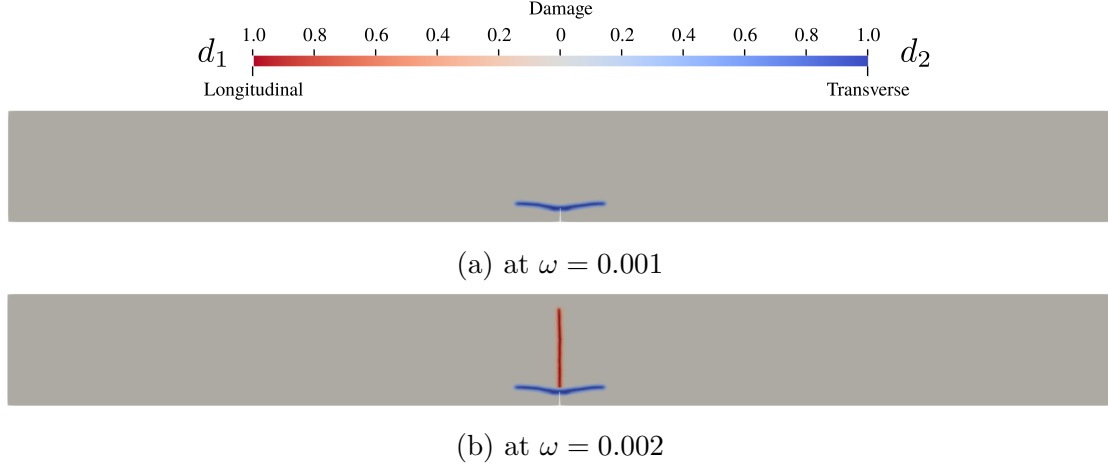 Damage
d₁ 1.0 0.8 0.6 0.4 0.2 0 0.2 0.4 0.6 0.8 1.0 d₂
Longitudinal Transverse
(a) at ω = 0.001
(b) at ω = 0.002